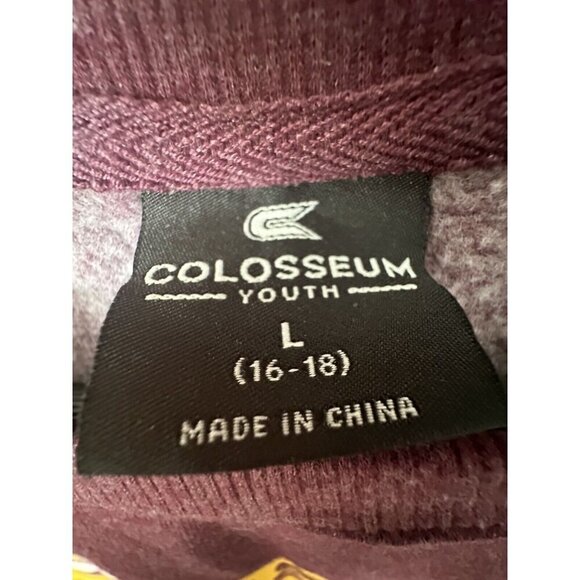 COLOSSEUM
YOUTH
L
(16-18)
MADE IN CHINA